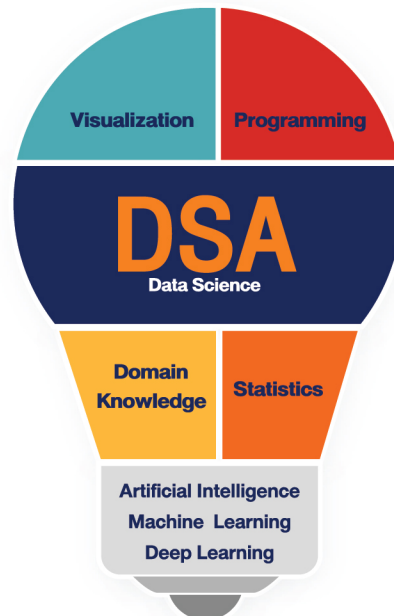 Visualization Programming
DSA
Data Science
Domain
Knowledge
Statistics
Artificial Intelligence
Machine Learning
Deep Learning